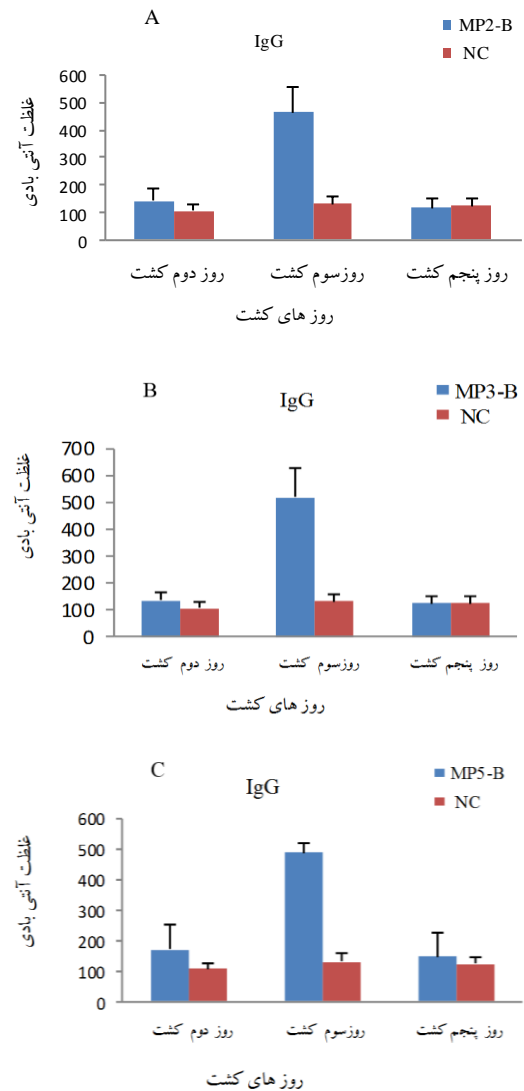 A
IgG
MP2-B
NC
غلظت آنتی بادی
600
500
400
300
200
100
0
روز دوم کشت
روزسوم کشت
روز پنجم کشت
روز های کشت
B
IgG
MP3-B
NC
غلظت آنتی بادی
700
600
500
400
300
200
100
0
روز دوم کشت
روزسوم کشت
روز پنجم کشت
روز های کشت
C
IgG
MP5-B
NC
غلظت آنتی بادی
600
500
400
300
200
100
0
روز دوم کشت
روزسوم کشت
روز پنجم کشت
روز های کشت